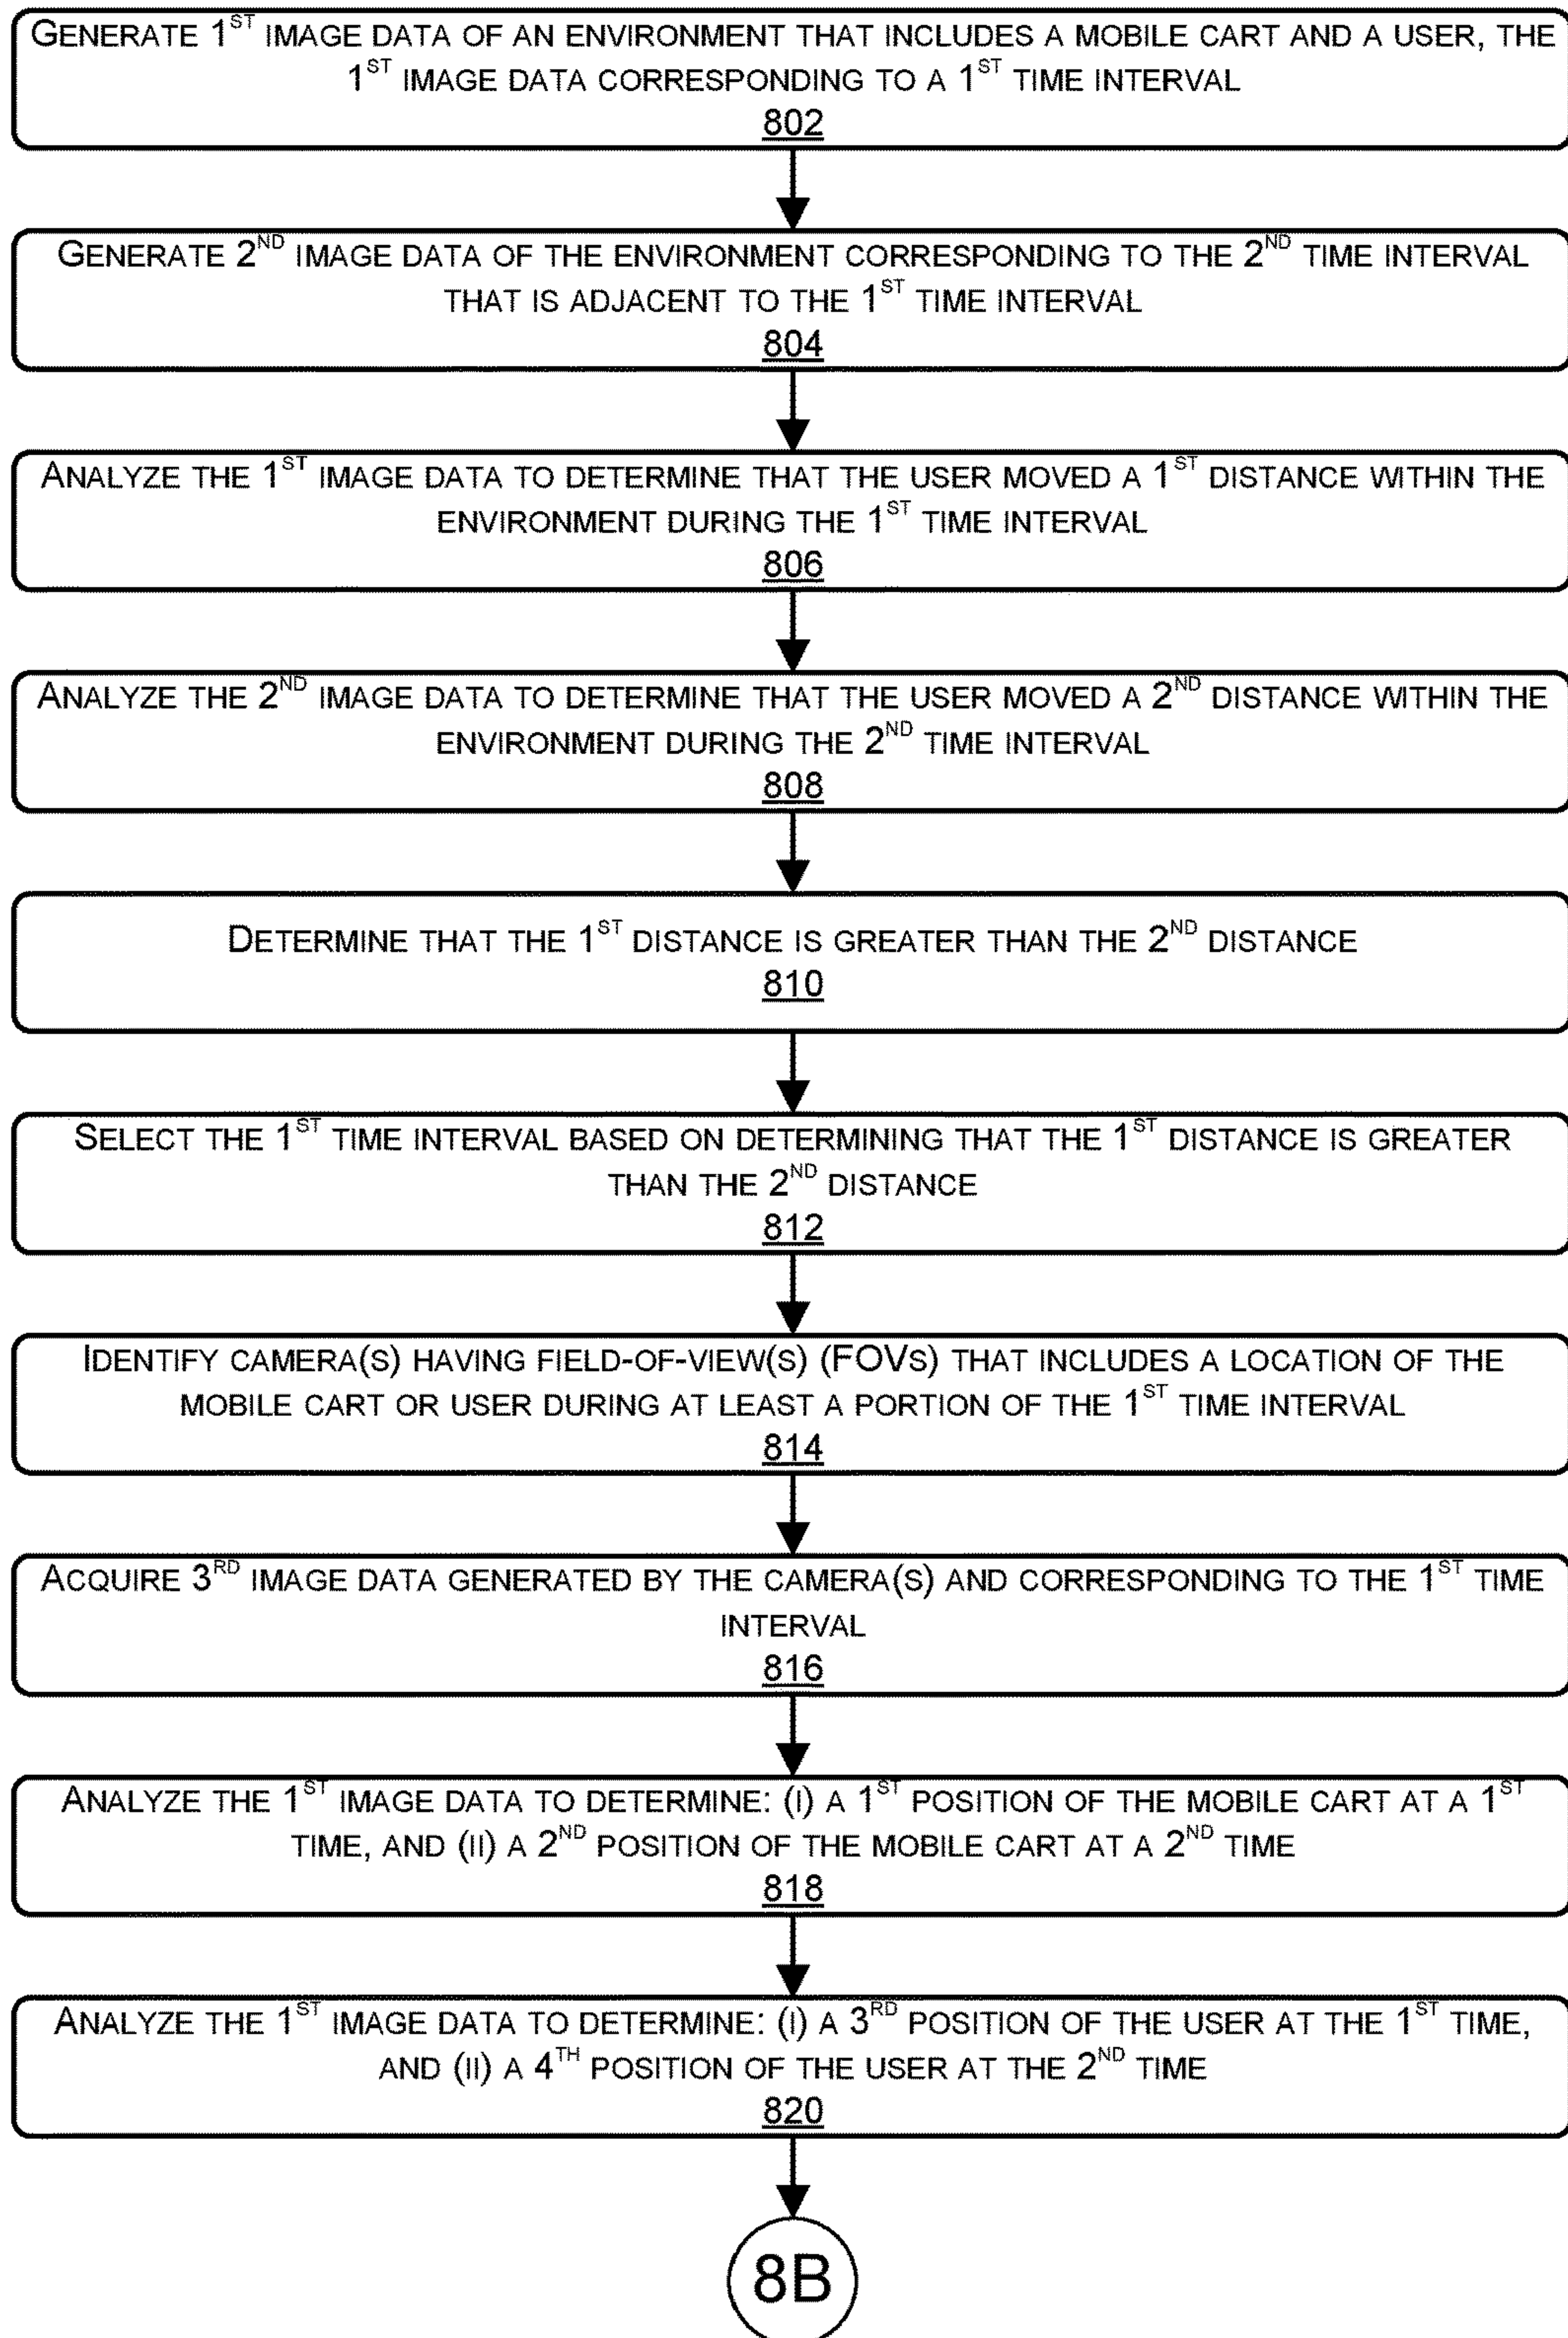 GENERATE 1ST IMAGE DATA OF AN ENVIRONMENT THAT INCLUDES A MOBILE CART AND A USER, THE
1ST IMAGE DATA CORRESPONDING TO A 1ST TIME INTERVAL
802
GENERATE 2ND IMAGE DATA OF THE ENVIRONMENT CORRESPONDING TO THE 2ND TIME INTERVAL
THAT IS ADJACENT TO THE 1ST TIME INTERVAL
804
ANALYZE THE 1ST IMAGE DATA TO DETERMINE THAT THE USER MOVED A 1ST DISTANCE WITHIN THE
ENVIRONMENT DURING THE 1ST TIME INTERVAL
806
ANALYZE THE 2ND IMAGE DATA TO DETERMINE THAT THE USER MOVED A 2ND DISTANCE WITHIN THE
ENVIRONMENT DURING THE 2ND TIME INTERVAL
808
DETERMINE THAT THE 1ST DISTANCE IS GREATER THAN THE 2ND DISTANCE
810
SELECT THE 1ST TIME INTERVAL BASED ON DETERMINING THAT THE 1ST DISTANCE IS GREATER
THAN THE 2ND DISTANCE
812
IDENTIFY CAMERA(S) HAVING FIELD-OF-VIEW(S) (FOVS) THAT INCLUDES A LOCATION OF THE
MOBILE CART OR USER DURING AT LEAST A PORTION OF THE 1ST TIME INTERVAL
814
ACQUIRE 3RD IMAGE DATA GENERATED BY THE CAMERA(S) AND CORRESPONDING TO THE 1ST TIME
INTERVAL
816
ANALYZE THE 1ST IMAGE DATA TO DETERMINE: (I) A 1ST POSITION OF THE MOBILE CART AT A 1ST
TIME, AND (II) A 2ND POSITION OF THE MOBILE CART AT A 2ND TIME
818
ANALYZE THE 1ST IMAGE DATA TO DETERMINE: (I) A 3RD POSITION OF THE USER AT THE 1ST TIME,
AND (II) A 4TH POSITION OF THE USER AT THE 2ND TIME
820
8B